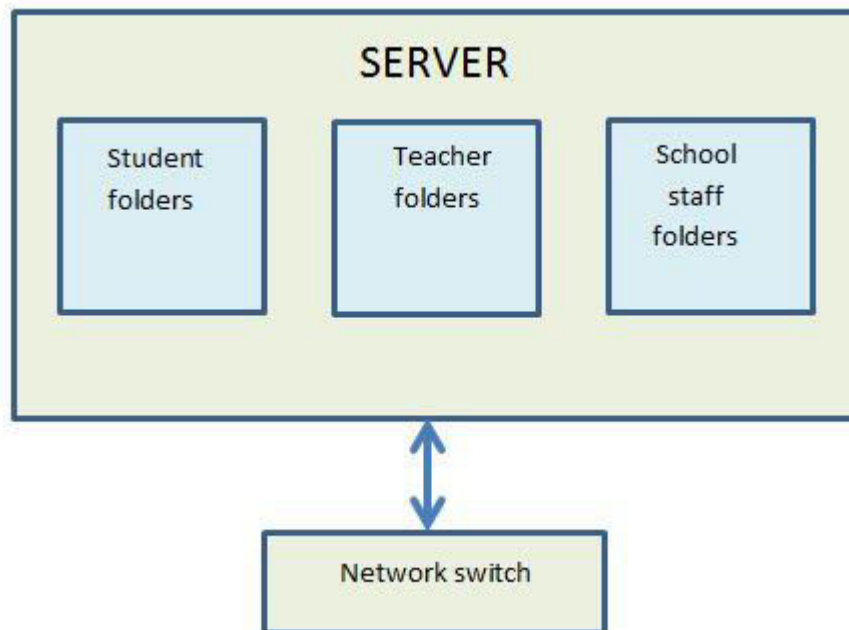 SERVER
Student
folders
Teacher
folders
School
staff
folders
Network switch